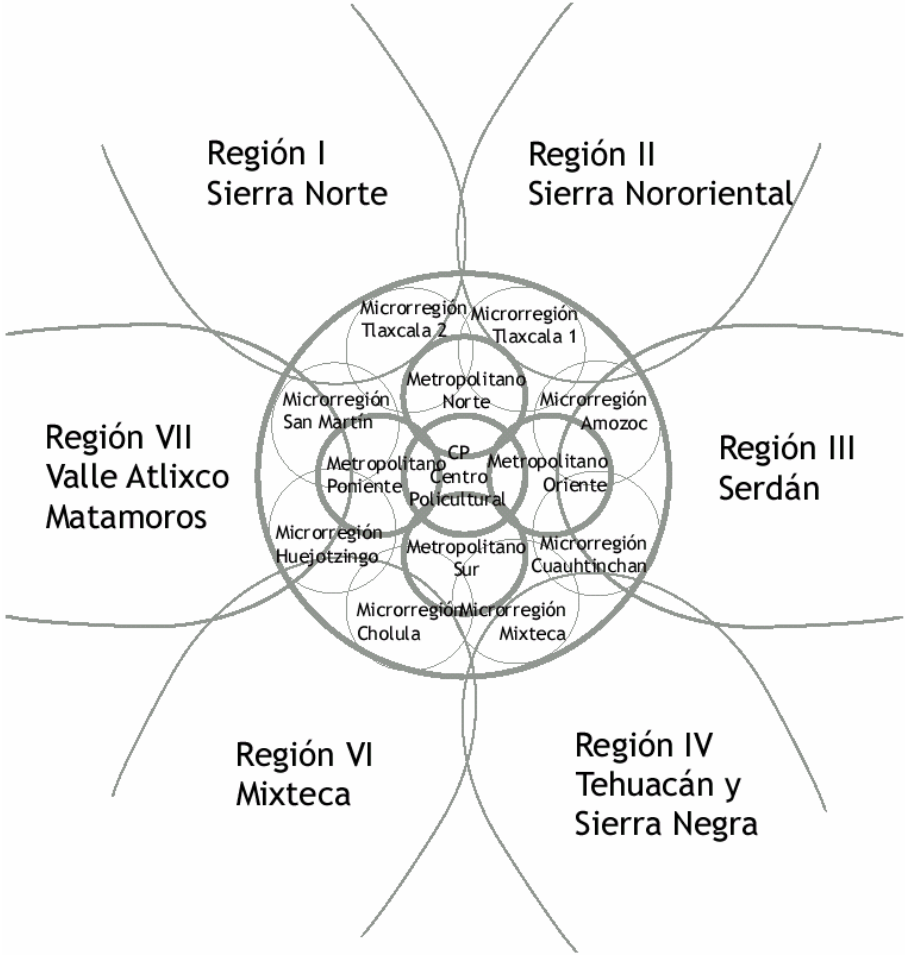 Región I
Sierra Norte
Región II
Sierra Nororiental
Microrregión
Tlaxcala 2
Microrregión
Tlaxcala 1
Metropolitano
Norte
Microrregión
San Martín
Microrregión
Amozoc
Región VII
Valle Atlixco
Matamoros
Metropolitano
Poniente
CP
Centro
Policultural
Metropolitano
Oriente
Región III
Serdán
Microrregión
Huejotzingo
Metropolitano
Sur
Microrregión
Cuauhtinchan
Microrregión
Cholula
Microrregión
Mixteca
Región VI
Mixteca
Región IV
Tehuacán y
Sierra Negra